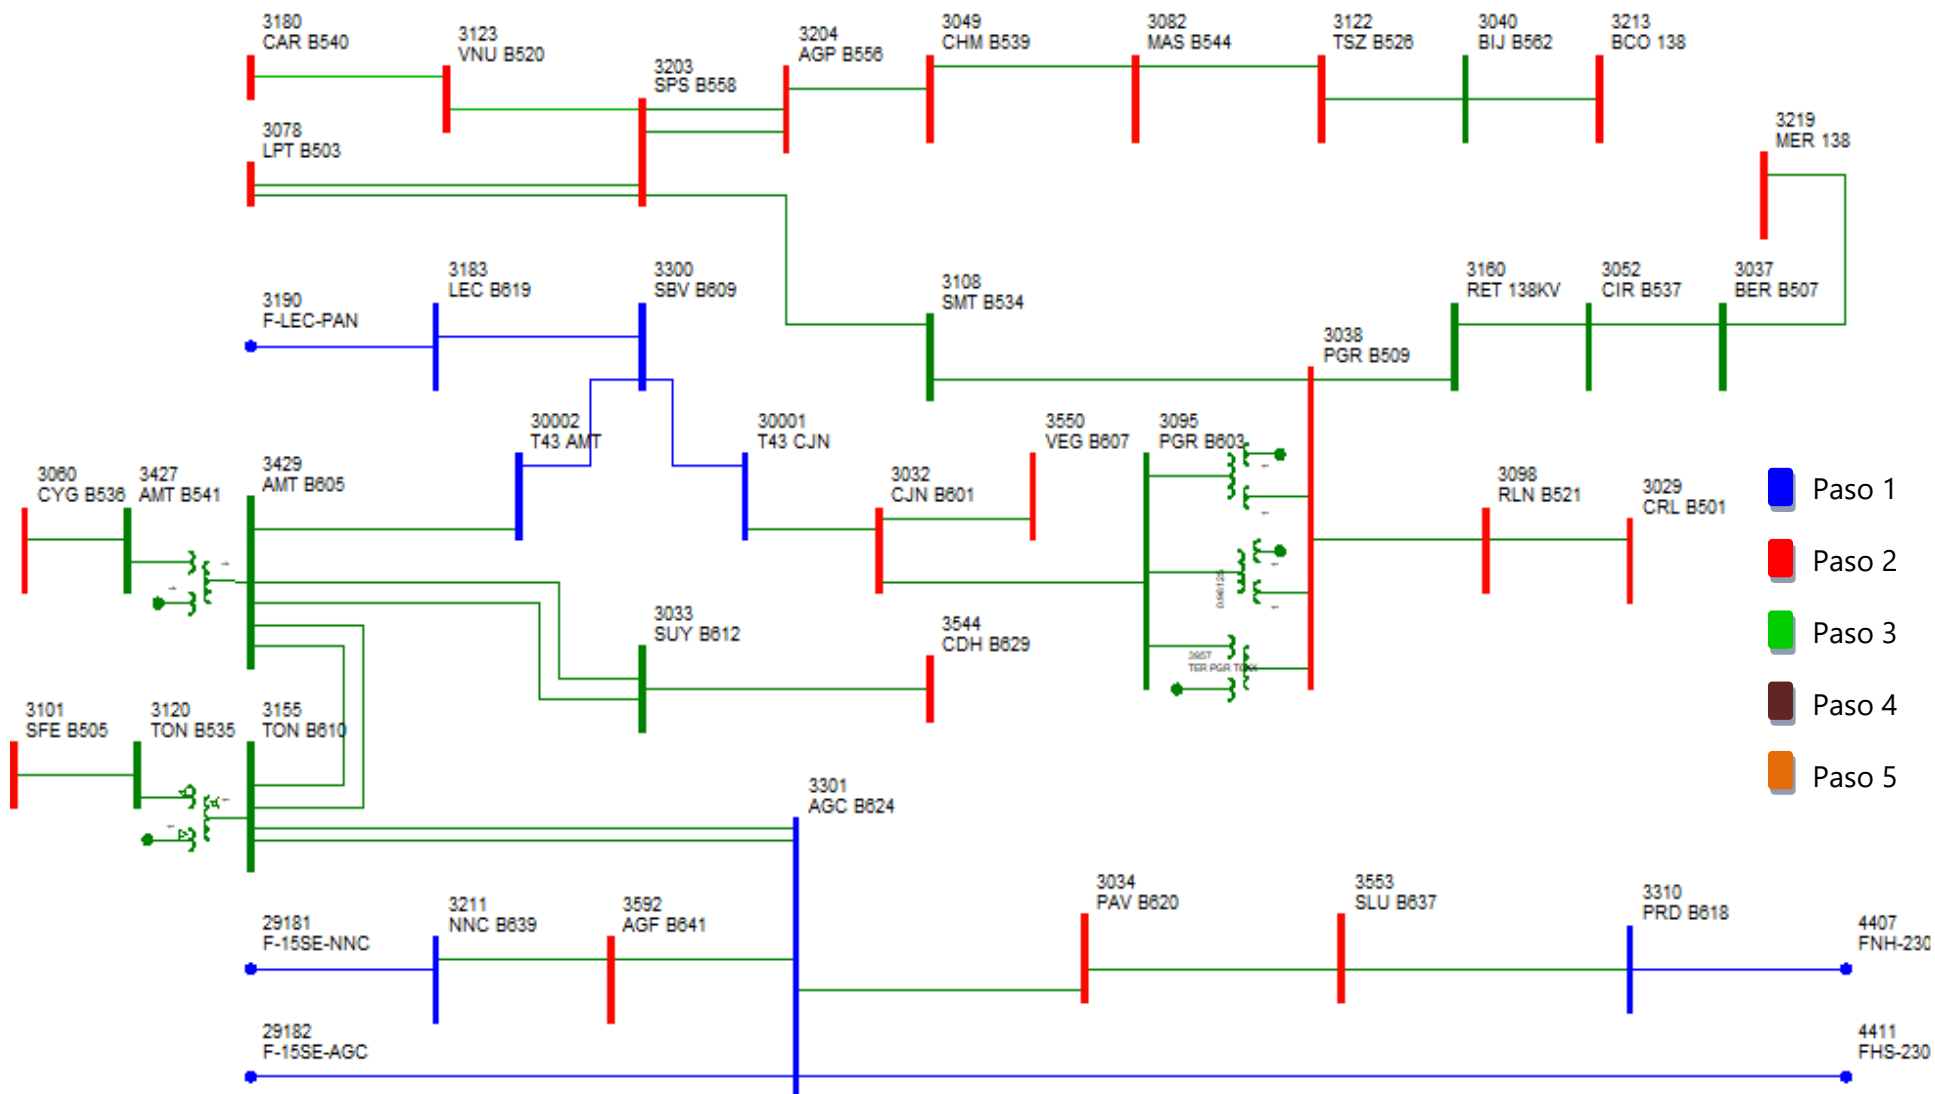 3180
CAR B540
3123
VNU B520
3203
SPS B558
3204
AGP B556
3049
CHM B539
3082
MAS B544
3122
TSZ B526
3040
BIJ B562
3213
BCO 138
3078
LPT B503
3219
MER 138
3190
F-LEC-PAN
3183
LEC B619
3300
SBV B609
3108
SMT B534
3160
RET 138KV
3052
CIR B537
3037
BER B507
3038
PGR B509
30002
T43 AMT
30001
T43 CJN
3550
VEG B607
3095
PGR B603
3060
CYG B536
3427
AMT B541
3429
AMT B605
3032
CJN B601
3098
RLN B521
3029
CRL B501
Paso 1
Paso 2
Paso 3
Paso 4
Paso 5
3033
SUY B612
3544
CDH B629
3957
TER PGR
3101
SFE B505
3120
TON B535
3155
TON B610
3301
AGC B624
29181
F-15SE-NNC
3211
NNC B639
3592
AGF B641
3034
PAV B620
3553
SLU B637
3310
PRD B618
4407
FNH-230
29182
F-15SE-AGC
4411
FHS-230